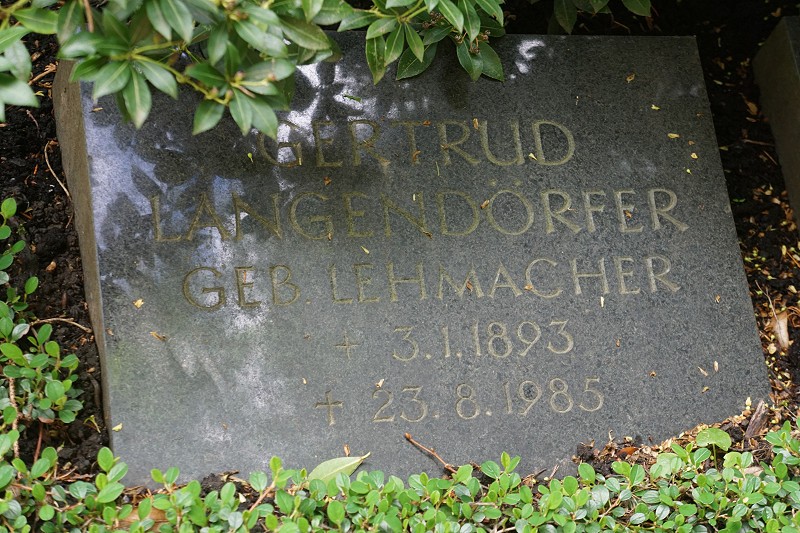 GERTRUD
LANGENDÖRFER
GEB. LEHMACHER
+ 3.1.1893
+ 23.8.1985